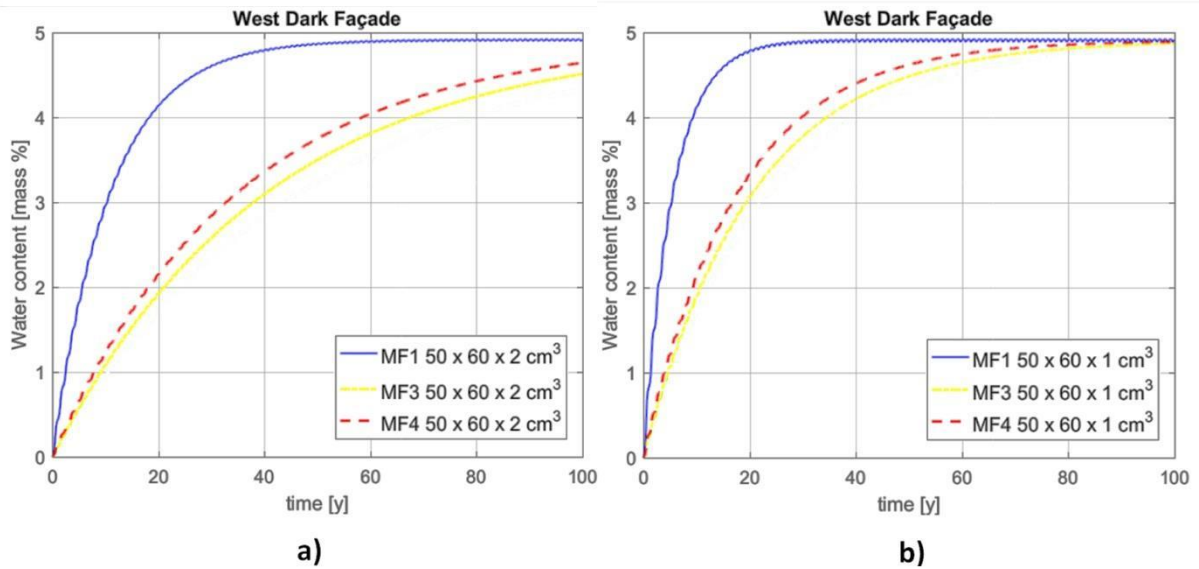 West Dark Façade
5
4
3
2
1
0
Water content [mass %]
MF1 50 x 60 x 2 cm³
MF3 50 x 60 x 2 cm³
MF4 50 x 60 x 2 cm³
0 20 40 60 80 100
time [y]
a)
West Dark Façade
5
4
3
2
1
0
Water content [mass %]
MF1 50 x 60 x 1 cm³
MF3 50 x 60 x 1 cm³
MF4 50 x 60 x 1 cm³
0 20 40 60 80 100
time [y]
b)